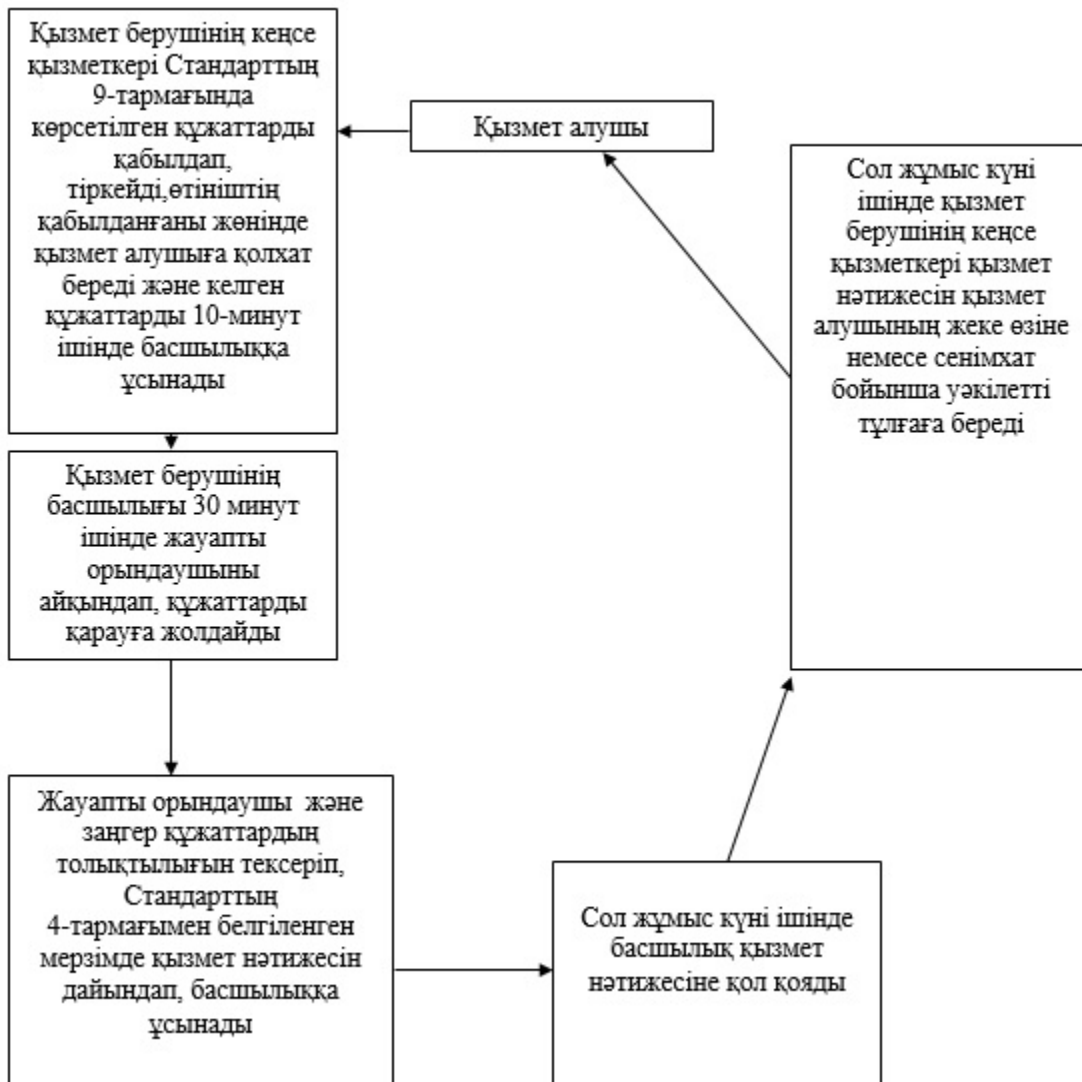 Қызмет берушінің кеңсе
қызметкері Стандарттың
9-тармағында
көрсетілген құжаттарды
қабылдап,
тіркейді,өтініштің
қабылданғаны жөнінде
қызмет алушыға қолхат
береді және келген
құжаттарды 10-минут
ішінде басшылыққа
ұсынады
Қызмет алушы
Сол жұмыс күні
ішінде қызмет
берушінің кеңсе
қызметкері қызмет
нәтижесін қызмет
алушының жеке өзіне
немесе сенімхат
бойынша уәкілетті
тұлғаға береді
Қызмет берушінің
басшылығы 30 минут
ішінде жауапты
орындаушыны
айқындап, құжаттарды
қарауға жолдайды
Жауапты орындаушы  және
заңгер құжаттардың
толықтылығын тексеріп,
Стандарттың
4-тармағымен белгіленген
мерзімде қызмет нәтижесін
дайындап, басшылыққа
ұсынады
Сол жұмыс күні ішінде
басшылық қызмет
нәтижесіне қол қояды